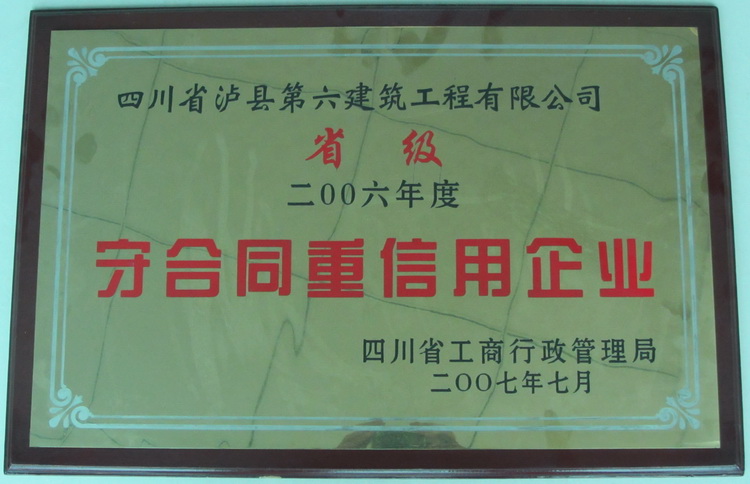 四川省泸县第六建筑工程有限公司
省级
二00六年度
守合同重信用企业
四川省工商行政管理局
二00七年七月